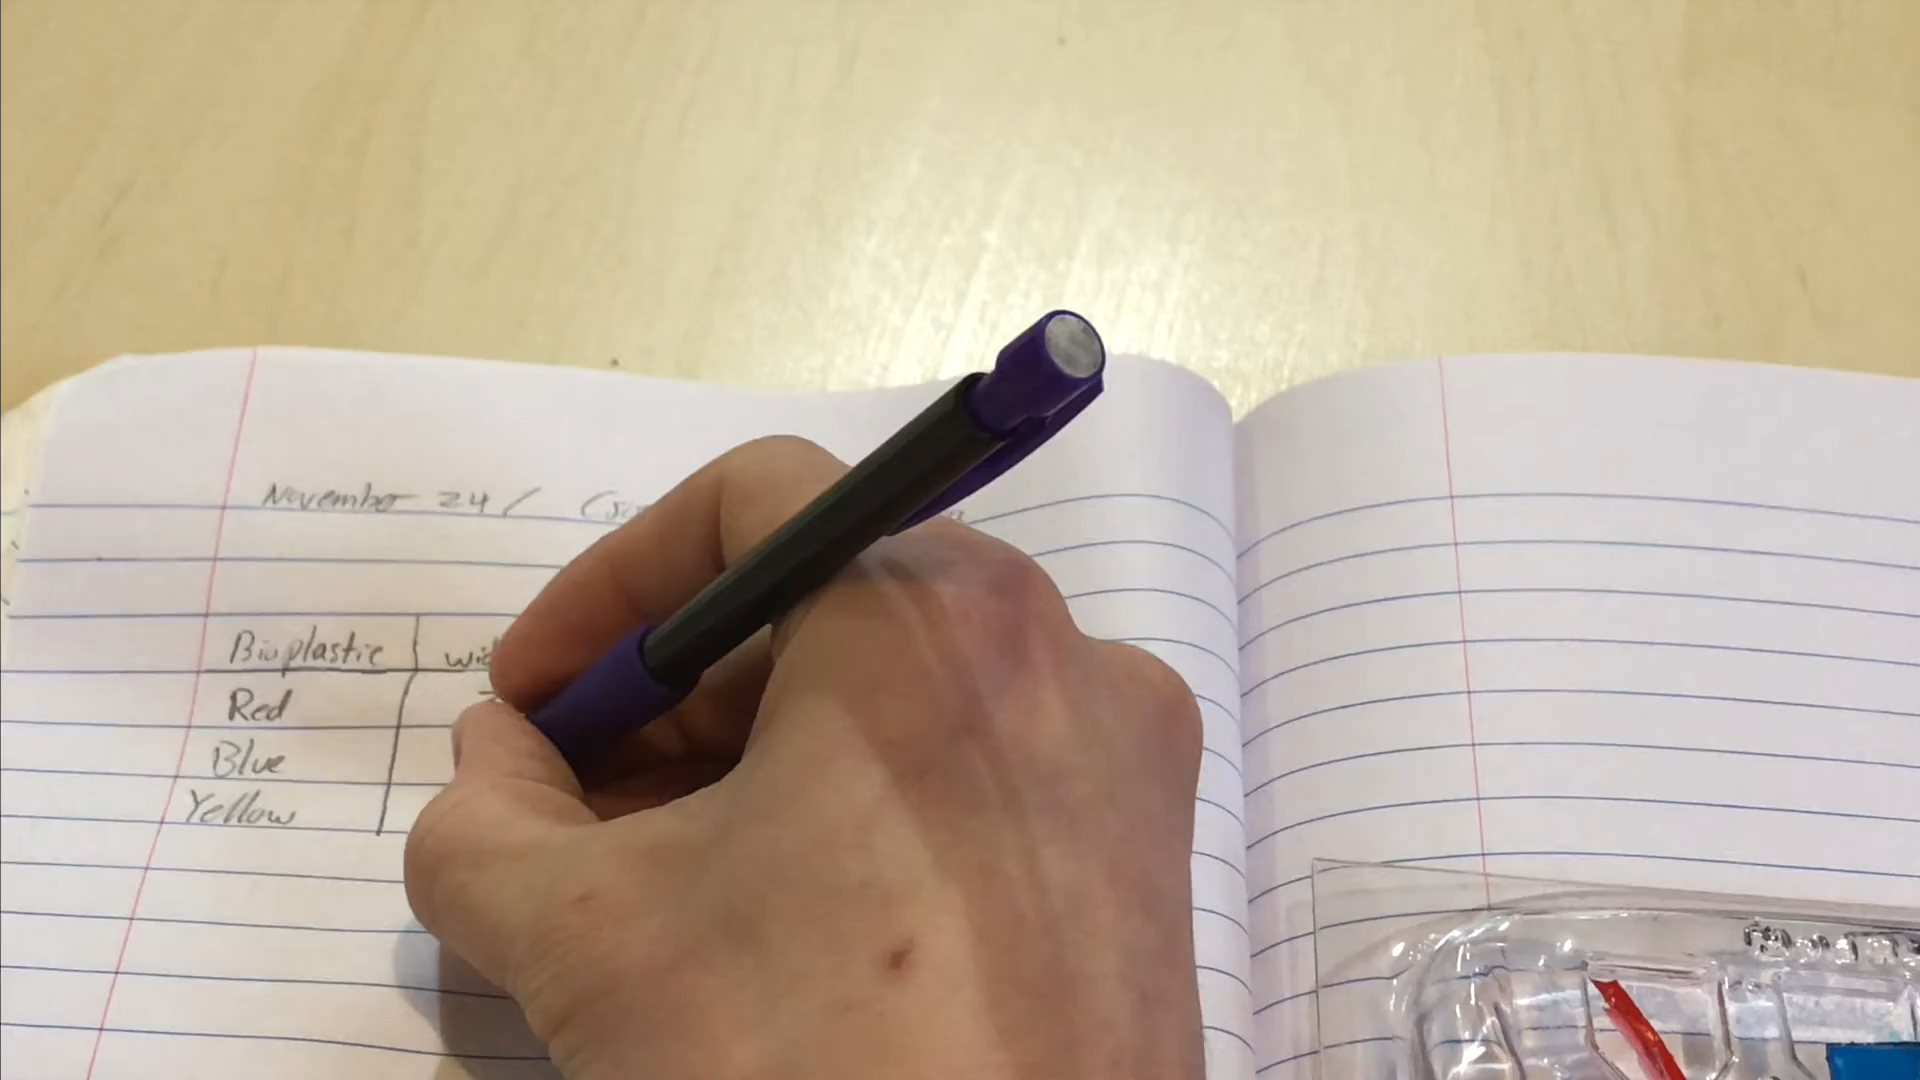 November 24 /
Bioplastic
Red
Blue
Yellow